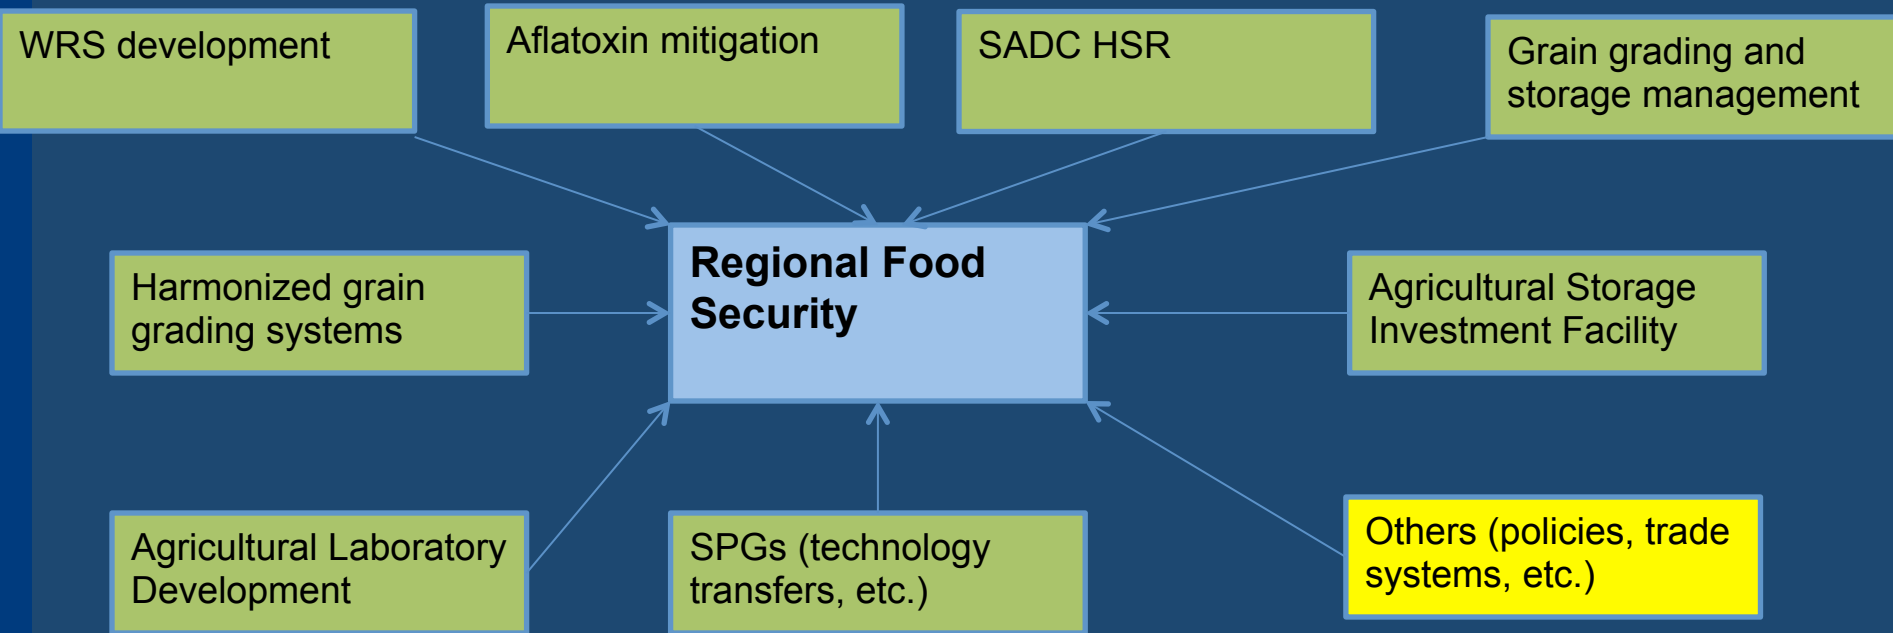 WRS development
Aflatoxin mitigation
SADC HSR
Grain grading and
storage management
Harmonized grain
grading systems
Regional Food
Security
Agricultural Storage
Investment Facility
Agricultural Laboratory
Development
SPGs (technology
transfers, etc.)
Others (policies, trade
systems, etc.)